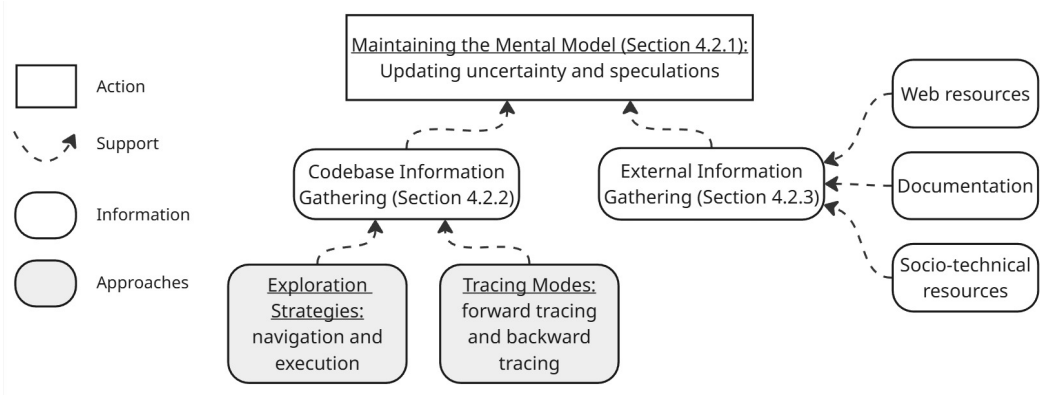 Maintaining the Mental Model (Section 4.2.1):
Updating uncertainty and speculations
Action
Support
Information
Approaches
Codebase Information
Gathering (Section 4.2.2)
External Information
Gathering (Section 4.2.3)
Web resources
Documentation
Socio-technical
resources
Exploration
Strategies:
navigation and
execution
Tracing Modes:
forward tracing
and backward
tracing